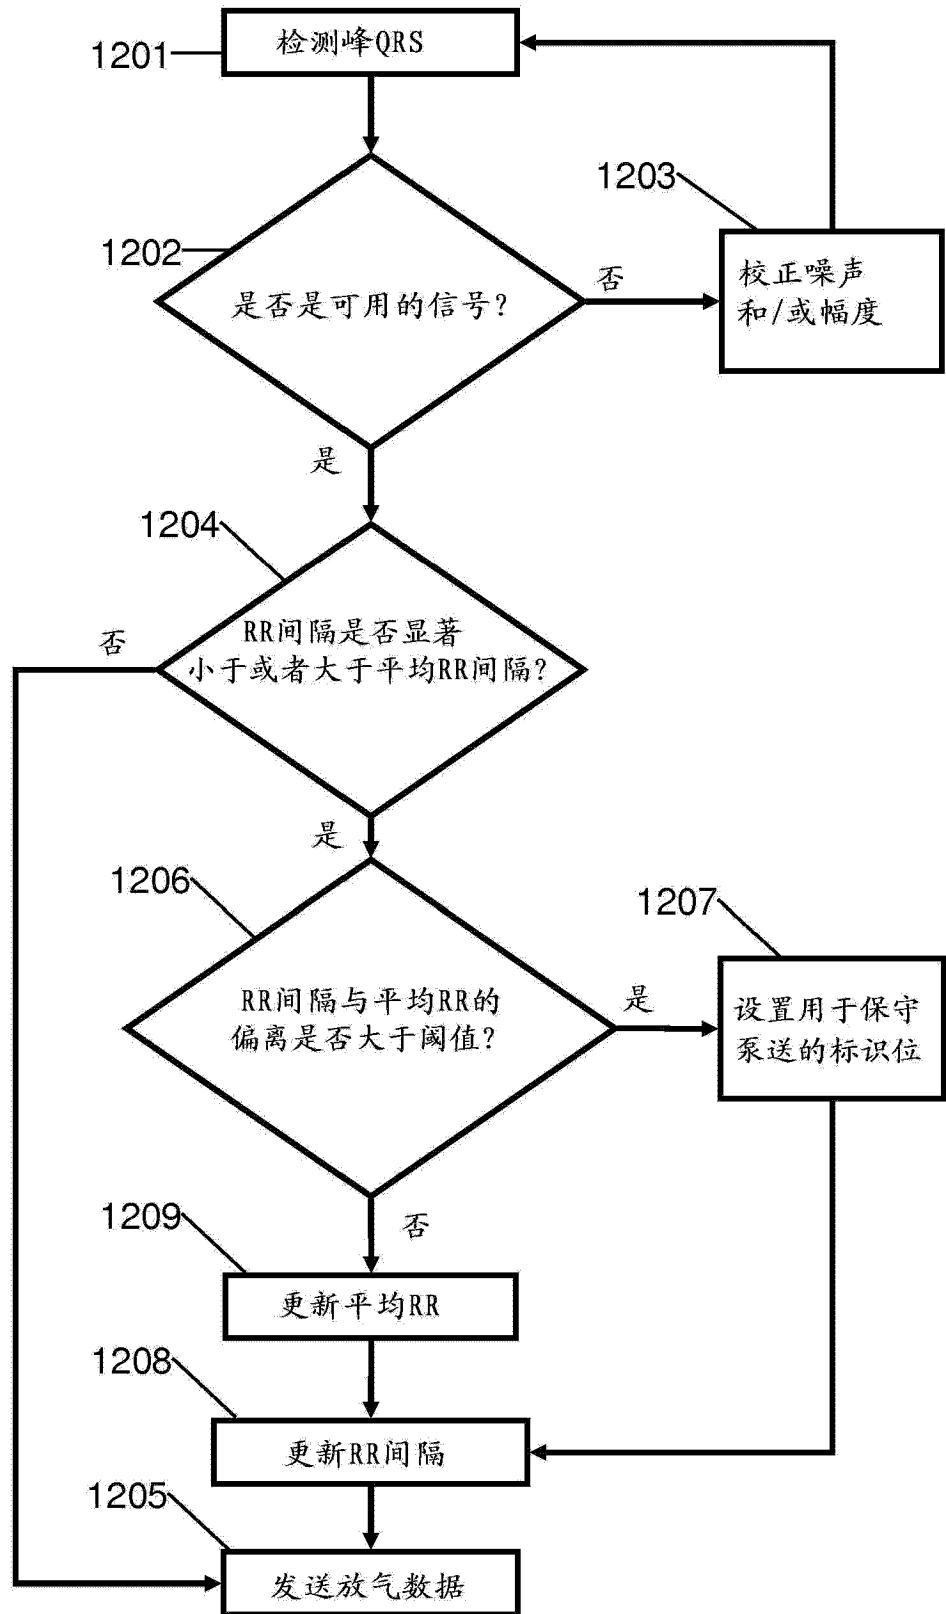 检测峰QRS
1201
1203
1202
是否是可用的信号?
否
校正噪声
和/或幅度
是
1204
否
RR间隔是否显著
小于或者大于平均RR间隔?
是
1206
1207
RR间隔与平均RR的
偏离是否大于阈值?
是
设置用于保守
泵送的标识位
1209
否
更新平均RR
1208
更新RR间隔
1205
发送放气数据